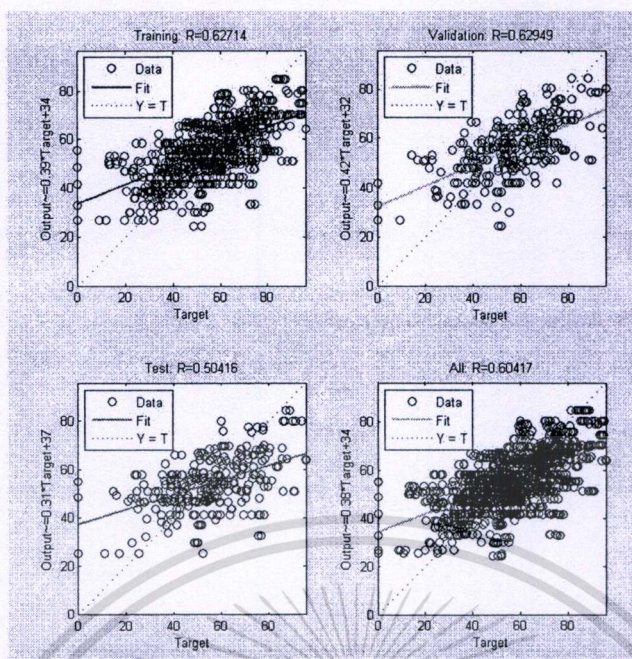 Training: R=0.62714
Data
Fit
Y = T
Output~=0.39*Target+34
80
60
40
20
0
0 20 40 60 80
Target
Validation: R=0.62949
Data
Fit
Y = T
Output~=0.42*Target+32
80
60
40
20
0
0 20 40 60 80
Target
Test: R=0.50416
Data
Fit
Y = T
Output~=0.31*Target+37
80
60
40
20
0
0 20 40 60 80
Target
All: R=0.60417
Data
Fit
Y = T
Output~=0.38*Target+34
80
60
40
20
0
0 20 40 60 80
Target